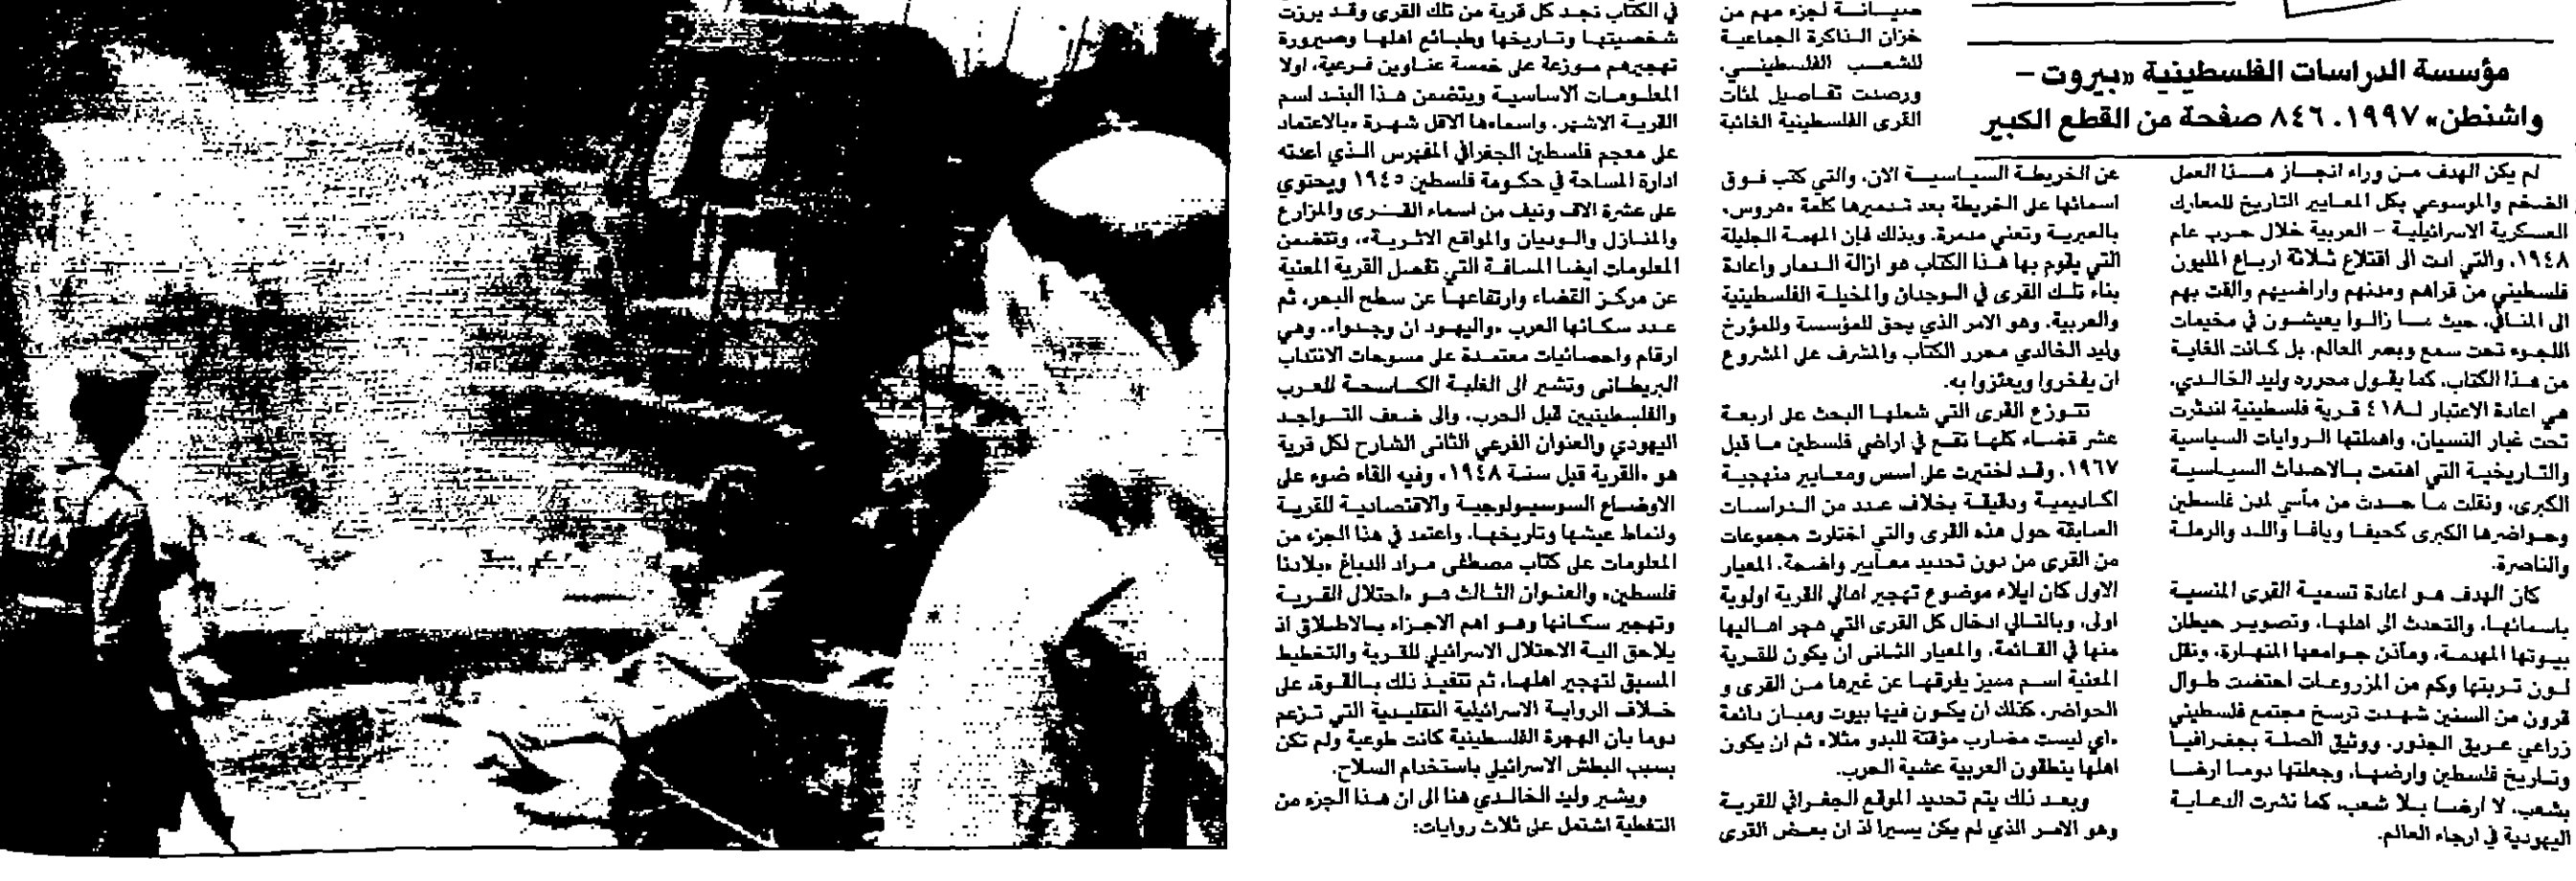 مؤسسة الدراسات الفلسطينية «بيروت –
واشنطن» ١٩٩٧. ٨٤٦ صفحة من القطع الكبير
لم يكن الهدف من وراء انجاز هذا العمل
الضخم والموسوعي بكل المعايير التاريخ للمعارك
العسكرية الاسرائيلية - العربية خلال حرب عام
١٩٤٨، والتي ادت الى اقتلاع ثلاثة ارباع المليون
فلسطيني من قراهم ومدنهم واراضيهم والقت بهم
الى المنافي، حيث ما زالوا يعيشون في مخيمات
اللجوء تحت سمع وبصر العالم. بل كانت الغاية
من هذا الكتاب، كما يقول محرره وليد الخالدي،
هي اعادة الاعتبار لـ٤١٨ قرية فلسطينية اندثرت
تحت غبار النسيان، واهملتها الروايات السياسية
والتاريخية التي اهتمت بالاحداث السياسية
الكبرى، ونقلت ما حدث من مآسي لمدن فلسطين
وحواضرها الكبرى كحيفا ويافا واللد والرملة
والناصرة.
كان الهدف هو اعادة تسمية القرى المنسية
باسمائها، والتحدث الى اهلها، وتصوير حيطان
بيوتها المهدمة، ومآذن جوامعها المنهارة، ونقل
لون تربتها وكم من المزروعات احتضنت طوال
قرون من السنين شهدت ترسخ مجتمع فلسطيني
زراعي عريق الجذور، ووثيق الصلة بجغرافيا
وتاريخ فلسطين وارضها، وجعلتها دوما ارضا
بشعب، لا ارضا بلا شعب، كما نشرت الدعاية
اليهودية في ارجاء العالم.
صيانة لجزء مهم من
خزان الذاكرة الجماعية
للشعب الفلسطيني،
ورصدت تفاصيل لمئات
القرى الفلسطينية الغائبة
عن الخريطة السياسية الان، والتي كتب فوق
اسمائها على الخريطة بعد تدميرها كلمة «هروس»
بالعبرية وتعني مدمرة. وبذلك فإن المهمة الجليلة
التي يقوم بها هذا الكتاب هو ازالة الدمار واعادة
بناء تلك القرى في الوجدان والمخيلة الفلسطينية
والعربية. وهو الامر الذي يحق للمؤسسة وللمؤرخ
وليد الخالدي محرر الكتاب والمشرف على المشروع
ان يفخروا ويعتزوا به.
تتوزع القرى التي شملها البحث على اربعة
عشر قضاء كلها تقع في اراضي فلسطين ما قبل
١٩٦٧. وقد اختيرت على اسس ومعايير منهجية
اكاديمية ودقيقة بخلاف عدد من الدراسات
السابقة حول هذه القرى والتي اختارت مجموعات
من القرى من دون تحديد معايير واضحة. المعيار
الاول كان ايلاء موضوع تهجير اهالي القرية اولوية
اولى، وبالتالي ادخال كل القرى التي هجر اهاليها
منها في القائمة. والمعيار الثاني ان يكون للقرية
المعنية اسم مميز يفرقها عن غيرها من القرى و
الحواضر. كذلك ان يكون فيها بيوت ومبان دائمة
«اي ليست مضارب مؤقتة للبدو مثلا» ثم ان يكون
اهلها ينطقون العربية عشية الحرب.
وبعد ذلك يتم تحديد الموقع الجغرافي للقرية
وهو الامر الذي لم يكن يسيرا اذ ان بعض القرى
في الكتاب نجد كل قرية من تلك القرى وقد برزت
شخصيتها وتاريخها وطبائع اهلها وصيرورة
تهجيرهم موزعة على خمسة عناوين فرعية، اولا
المعلومات الاساسية ويتضمن هذا البند اسم
القرية الاشهر، واسماءها الاقل شهرة «بالاعتماد
على معجم فلسطين الجغرافي المفهرس الذي اعدته
ادارة المساحة في حكومة فلسطين ١٩٤٥ ويحتوي
على عشرة الاف ونيف من اسماء القرى والمزارع
والمنازل والوديان والمواقع الاثرية»، وتتضمن
المعلومات ايضا المسافة التي تفصل القرية المعنية
عن مركز القضاء وارتفاعها عن سطح البحر، ثم
عدد سكانها العرب «واليهود ان وجدوا». وهي
ارقام واحصائيات معتمدة على مسوحات الانتداب
البريطاني وتشير الى الغلبة الكاسحة للعرب
والفلسطينيين قبل الحرب، والى ضعف التواجد
اليهودي والعنوان الفرعي الثاني الشارح لكل قرية
هو «القرية قبل سنة ١٩٤٨» وفيه القاء ضوء على
الاوضاع السوسيولوجية والاقتصادية للقرية
وانماط عيشها وتاريخها. واعتمد في هذا الجزء من
المعلومات على كتاب مصطفى مراد الدباغ «بلادنا
فلسطين» والعنوان الثالث هو «احتلال القرية
وتهجير سكانها وهو اهم الاجزاء بالاطلاق اذ
يلاحق الية الاحتلال الاسرائيلي للقرية والتخطيط
المسبق لتهجير اهلها، ثم تنفيذ ذلك بالقوة، على
خلاف الرواية الاسرائيلية التقليدية التي تزعم
دوما بأن الهجرة الفلسطينية كانت طوعية ولم تكن
بسبب البطش الاسرائيلي باستخدام السلاح.
ويشير وليد الخالدي هنا الى ان هذا الجزء من
التغطية اشتمل على ثلاث روايات: